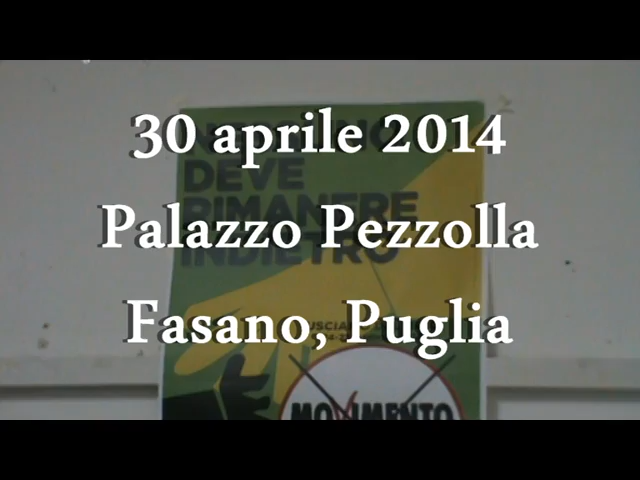 30 aprile 2014
Palazzo Pezzolla
Fasano, Puglia
DEVE
RIMANERE
INDIETRO
MOVIMENTO